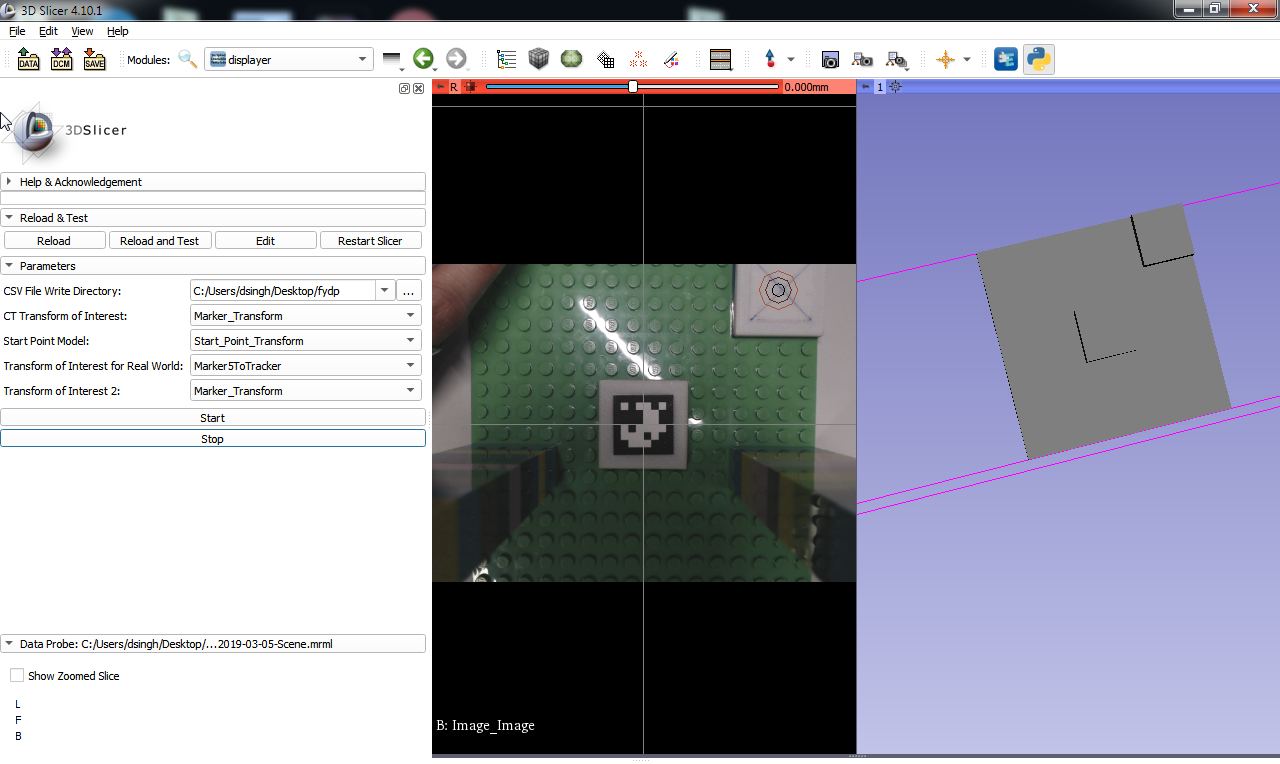 3D Slicer 4.10.1
File Edit View Help
DATA DCM SAVE Modules: displayer
R 0.000mm
1
3DSlicer
Help & Acknowledgement
Reload & Test
Reload Reload and Test Edit Restart Slicer
Parameters
CSV File Write Directory: C:/Users/dsingh/Desktop/fydp ...
CT Transform of Interest: Marker_Transform
Start Point Model: Start_Point_Transform
Transform of Interest for Real World: Marker5ToTracker
Transform of Interest 2: Marker_Transform
Start
Stop
Data Probe: C:/Users/dsingh/Desktop/...2019-03-05-Scene.mrml
Show Zoomed Slice
L
F
B
B: Image_Image